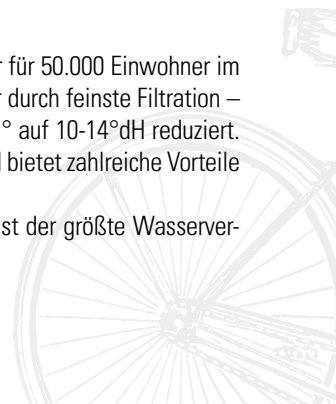 für 50.000 Einwohner im
durch feinste Filtration –
° auf 10-14°dH reduziert.
bietet zahlreiche Vorteile
st der größte Wasserver-